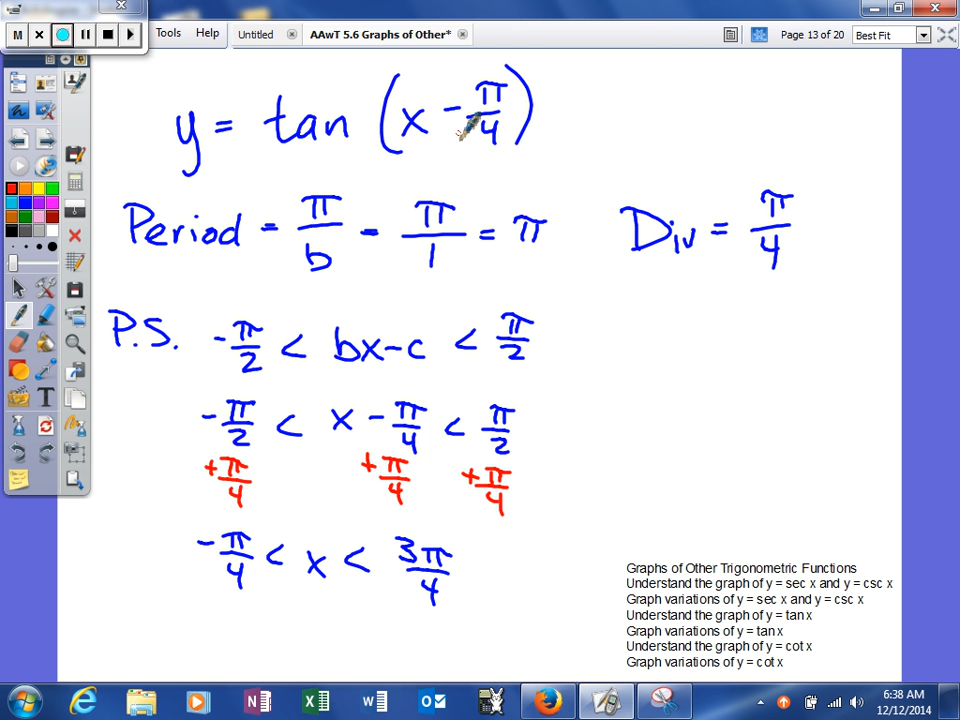 M
Tools Help Untitled AAwT 5.6 Graphs of Other* Page 13 of 20 Best Fit
y = tan (x - π/4)
Period = π/b = π/1 = π Div = π/4
P.S. -π/2 < bx-c < π/2
-π/2 < x - π/4 < π/2
+π/4 +π/4 +π/4
-π/4 < x < 3π/4
Graphs of Other Trigonometric Functions
Understand the graph of y = sec x and y = csc x
Graph variations of y = sec x and y = csc x
Understand the graph of y = tan x
Graph variations of y = tan x
Understand the graph of y = cot x
Graph variations of y = cot x
6:38 AM
12/12/2014